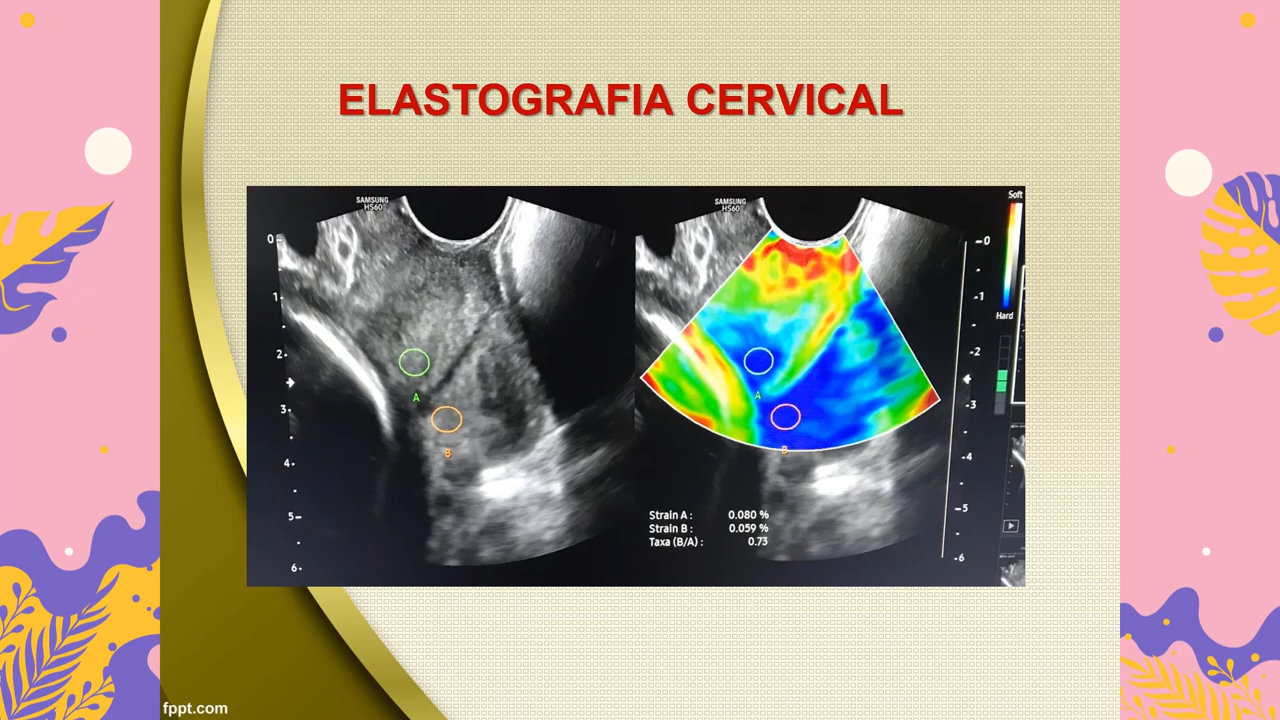 ELASTOGRAFIA CERVICAL
SAMSUNG
HS60
SAMSUNG
HS60
Soft
Hard
0
1
2
3
4
5
6
0
-1
-2
-3
-4
-5
-6
A
B
A
B
Strain A : 0.080 %
Strain B : 0.059 %
Taxa (B/A) : 0.73
fppt.com